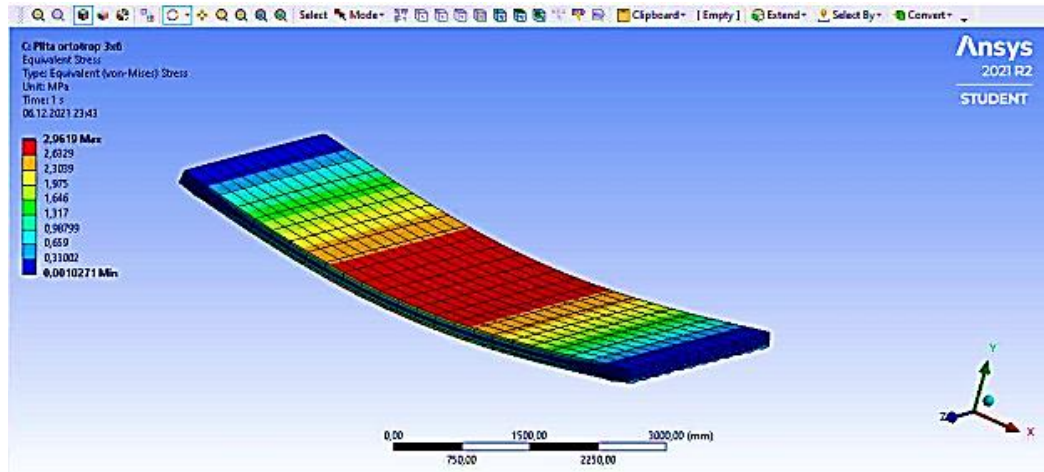 Select Mode Clipboard [Empty] Extend Select By Convert
C: Plita ortotrop 3x6
Equivalent Stress
Type: Equivalent (von-Mises) Stress
Unit: MPa
Time: 1 s
06.12.2021 23:43
2,9619 Max
2,6329
2,3039
1,975
1,646
1,317
0,98799
0,659
0,33002
0,0010271 Min
Ansys
2021 R2
STUDENT
0,00 1500,00 3000,00 (mm)
750,00 2250,00
Y
Z
X